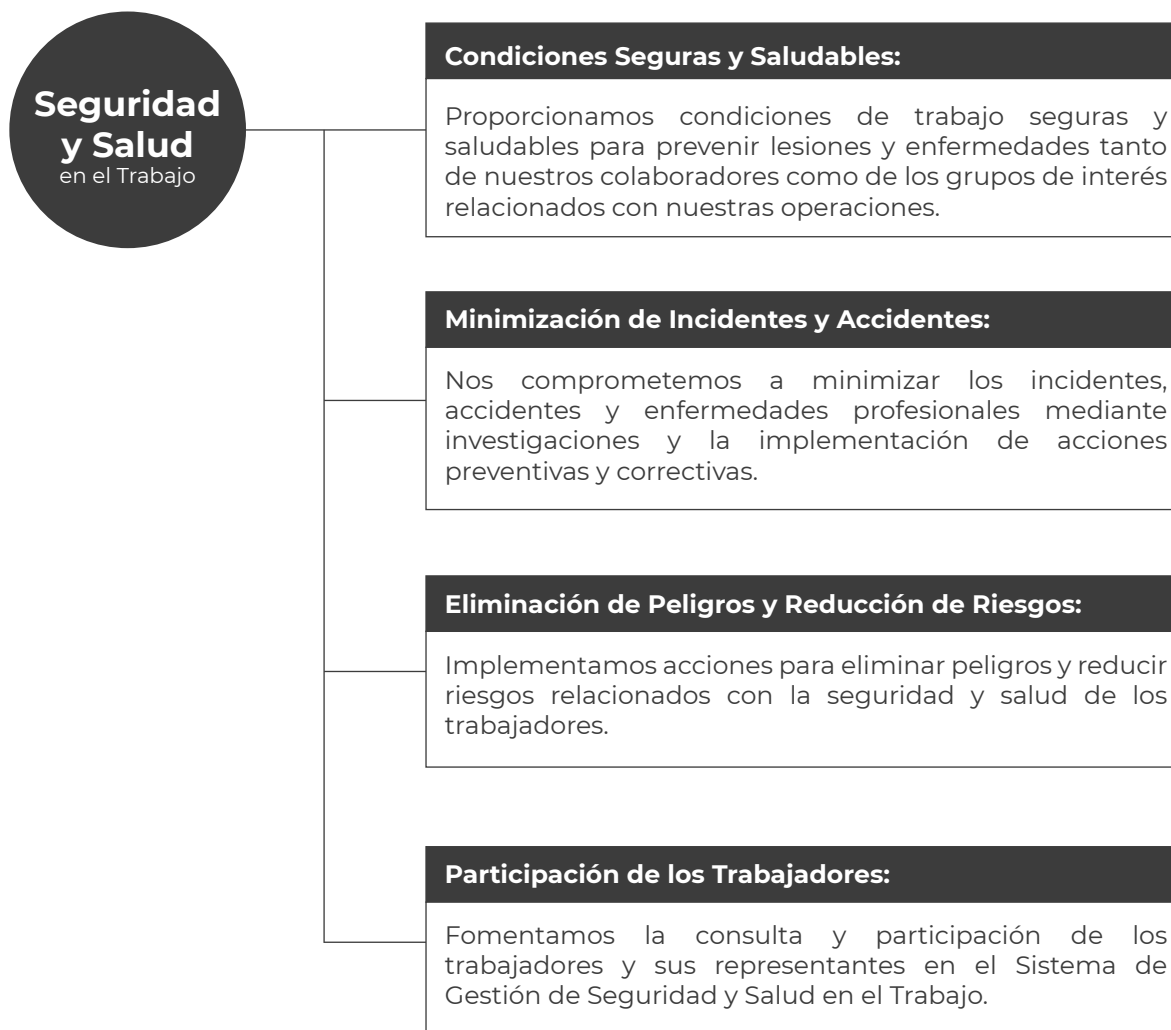 Seguridad
y Salud
en el Trabajo
Condiciones Seguras y Saludables:
Proporcionamos condiciones de trabajo seguras y
saludables para prevenir lesiones y enfermedades tanto
de nuestros colaboradores como de los grupos de interés
relacionados con nuestras operaciones.
Minimización de Incidentes y Accidentes:
Nos comprometemos a minimizar los incidentes,
accidentes y enfermedades profesionales mediante
investigaciones y la implementación de acciones
preventivas y correctivas.
Eliminación de Peligros y Reducción de Riesgos:
Implementamos acciones para eliminar peligros y reducir
riesgos relacionados con la seguridad y salud de los
trabajadores.
Participación de los Trabajadores:
Fomentamos la consulta y participación de los
trabajadores y sus representantes en el Sistema de
Gestión de Seguridad y Salud en el Trabajo.